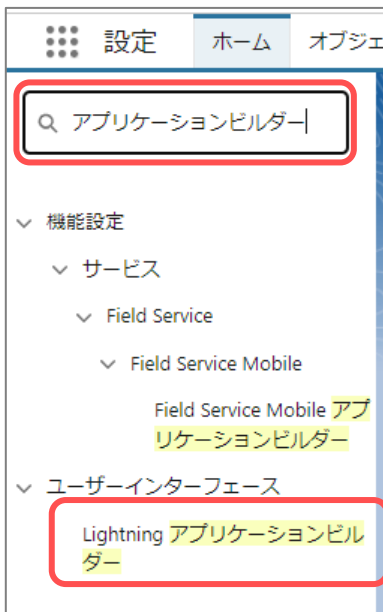 設定 ホーム オブジェ
アプリケーションビルダー
機能設定
サービス
Field Service
Field Service Mobile
Field Service Mobile アプ
リケーションビルダー
ユーザーインターフェース
Lightning アプリケーションビル
ダー